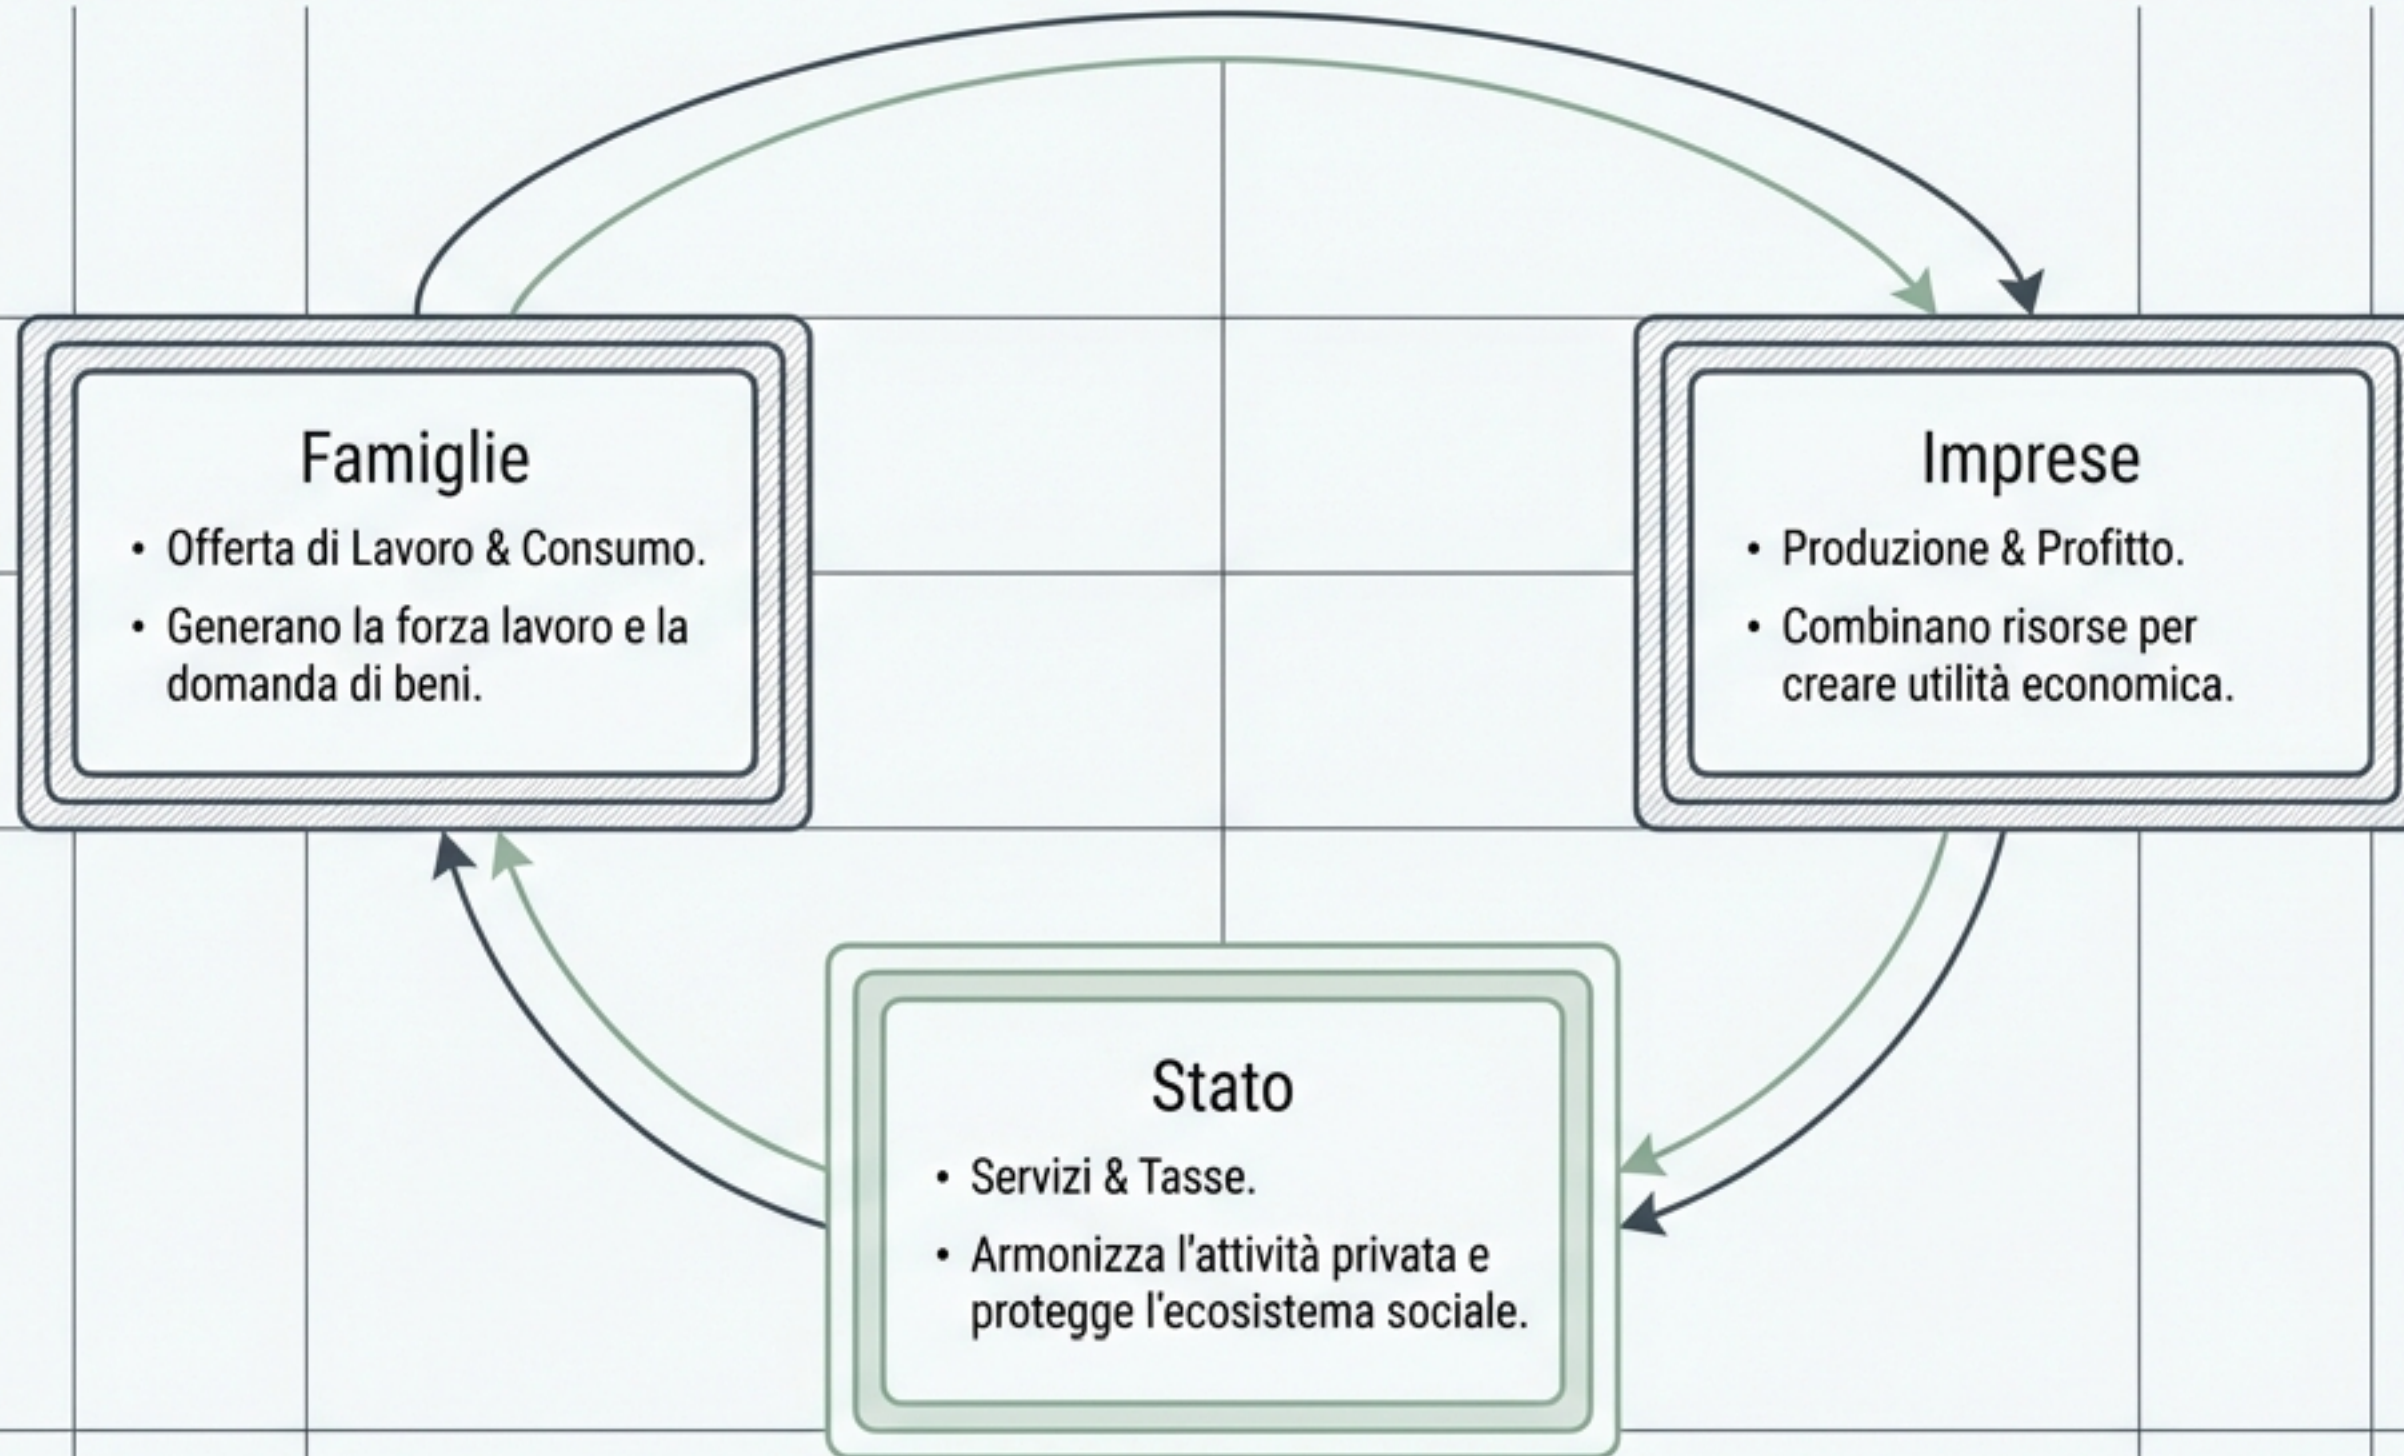 Famiglie
• Offerta di Lavoro & Consumo.
• Generano la forza lavoro e la
domanda di beni.
Imprese
• Produzione & Profitto.
• Combinano risorse per
creare utilità economica.
Stato
• Servizi & Tasse.
• Armonizza l'attività privata e
protegge l'ecosistema sociale.